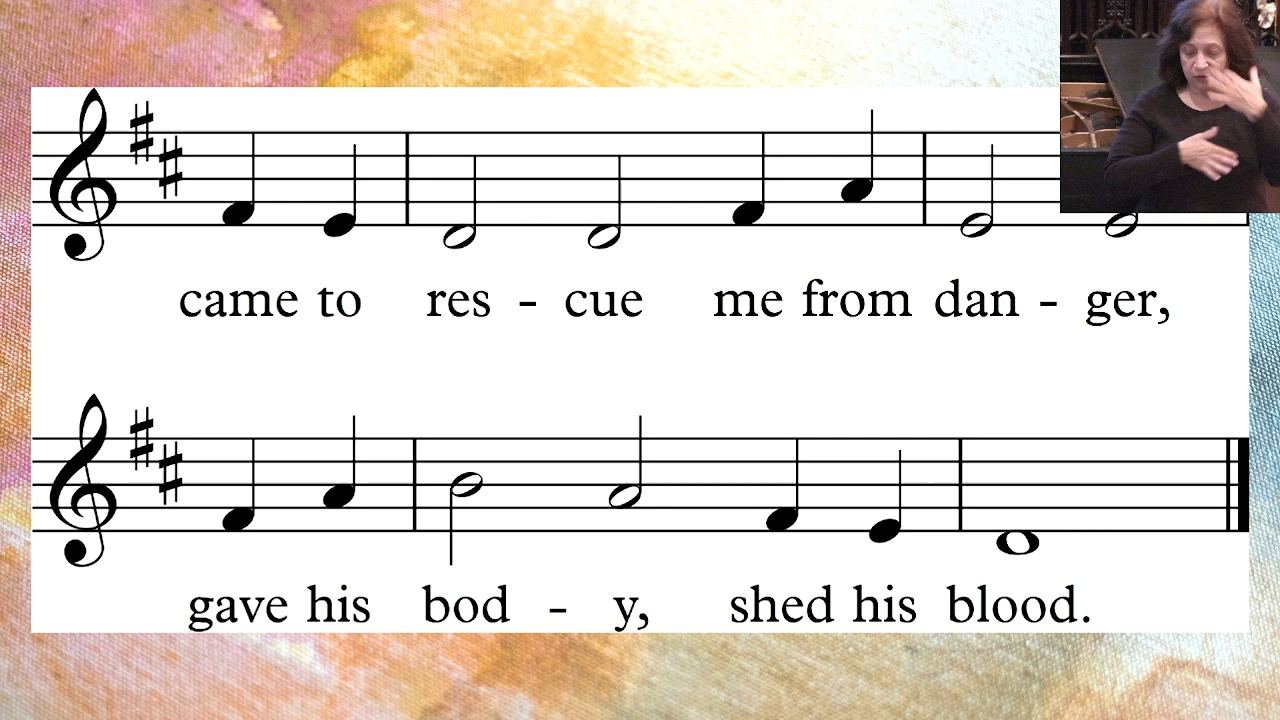 came to res - cue me from dan - ger,
gave his bod - y, shed his blood.